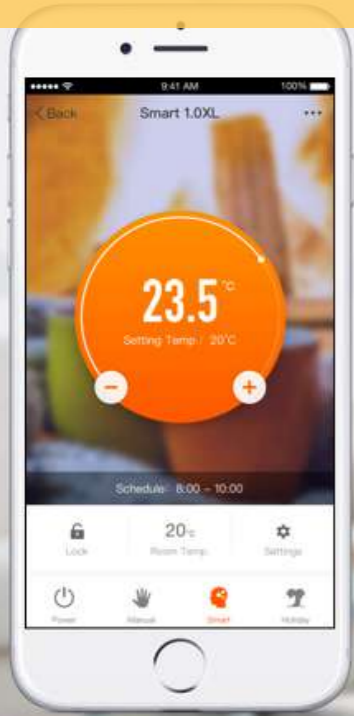 9:41 AM
100%
Back
Smart 1.0XL
23.5 °C
Setting Temp / 20°C
Schedule: 8:00 - 10:00
20°C
Lock
Room Temp.
Settings
Power
Manual
Smart
Holiday